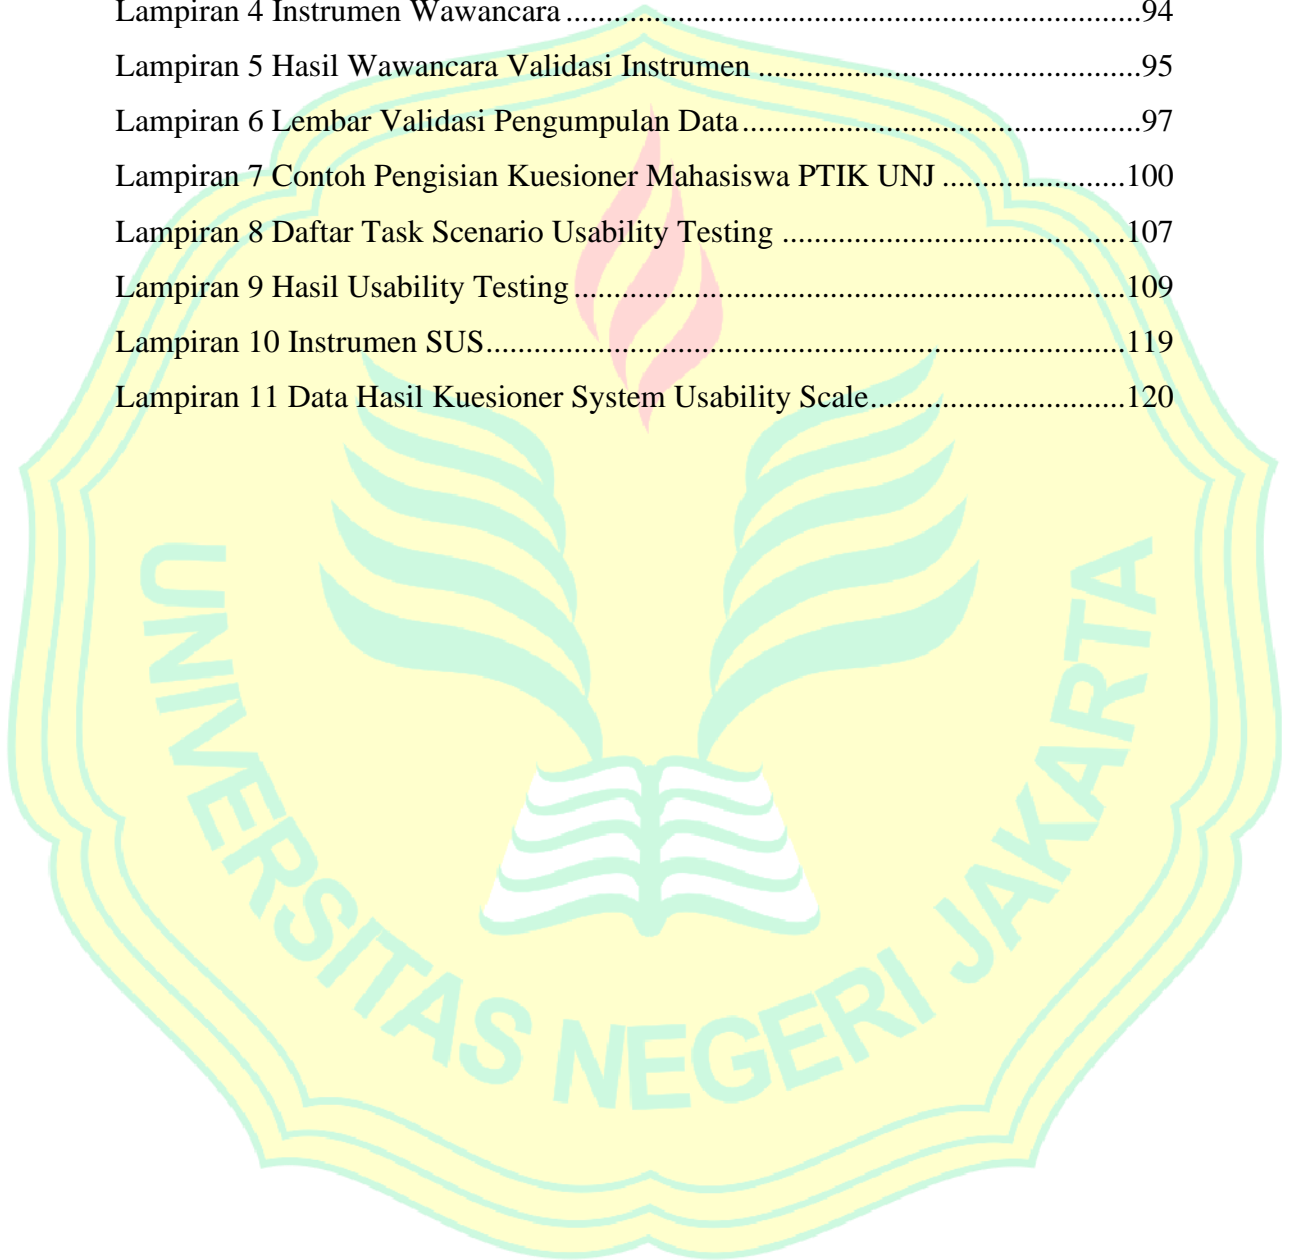 Lampiran 4 Instrumen Wawancara.......................................................................94
Lampiran 5 Hasil Wawancara Validasi Instrumen ...............................................95
Lampiran 6 Lembar Validasi Pengumpulan Data.................................................97
Lampiran 7 Contoh Pengisian Kuesioner Mahasiswa PTIK UNJ .......................100
Lampiran 8 Daftar Task Scenario Usability Testing ...........................................107
Lampiran 9 Hasil Usability Testing.....................................................................109
Lampiran 10 Instrumen SUS...............................................................................119
Lampiran 11 Data Hasil Kuesioner System Usability Scale................................120
UNIVERSITAS NEGERI JAKARTA